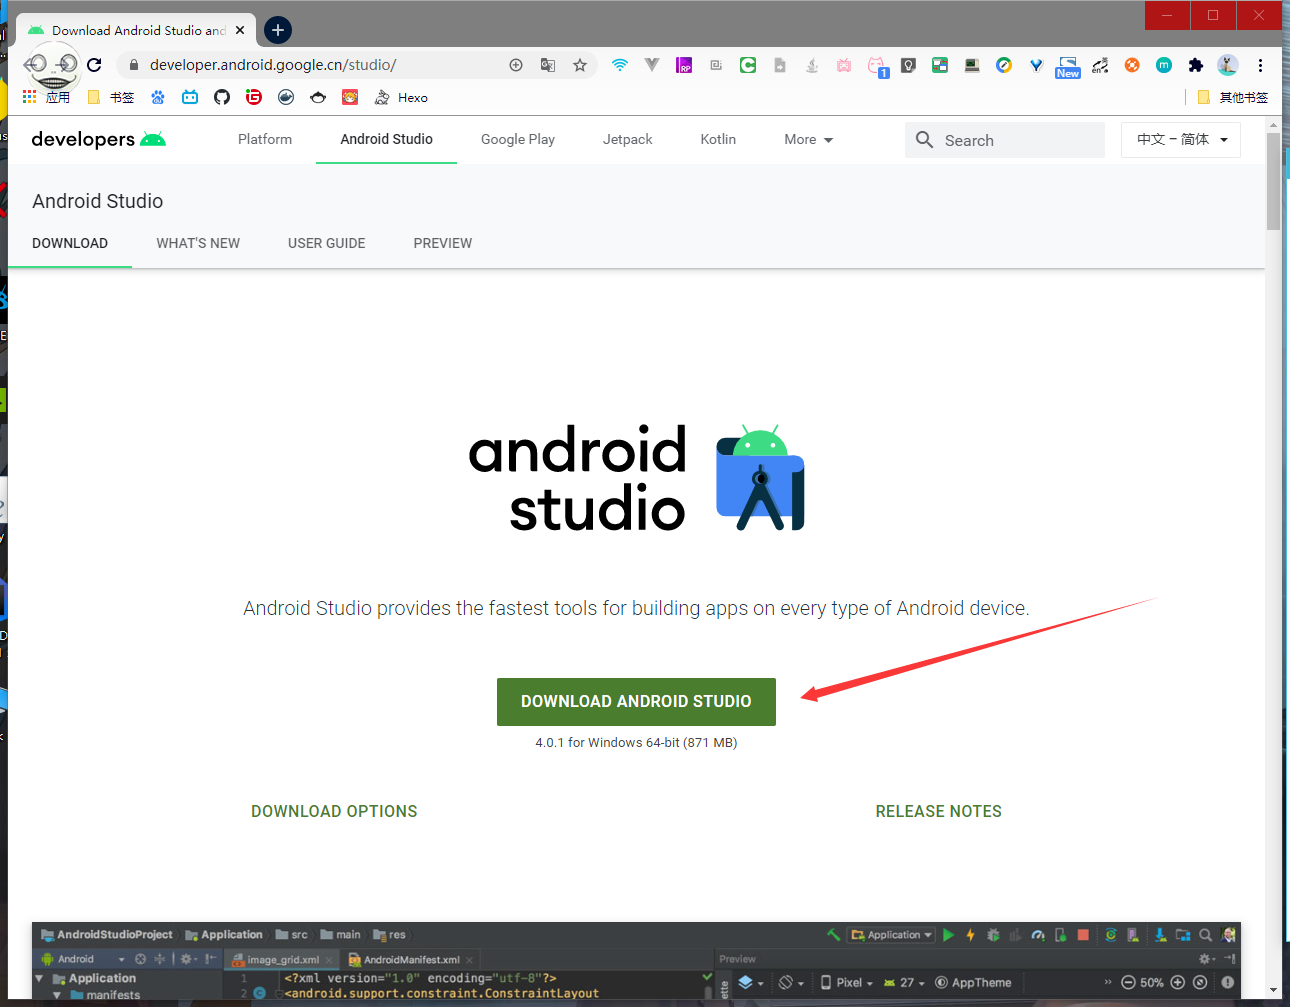 Download Android Studio and
developer.android.google.cn/studio/
RP
1
New
en
m
应用
书签
Hexo
其他书签
developers
Platform
Android Studio
Google Play
Jetpack
Kotlin
More
Search
中文 – 简体
Android Studio
DOWNLOAD
WHAT'S NEW
USER GUIDE
PREVIEW
android
studio
Android Studio provides the fastest tools for building apps on every type of Android device.
DOWNLOAD ANDROID STUDIO
4.0.1 for Windows 64-bit (871 MB)
DOWNLOAD OPTIONS
RELEASE NOTES
AndroidStudioProject
Application
src
main
res
Application
Android
image_grid.xml
AndroidManifest.xml
Preview
Application
1
<?xml version="1.0" encoding="utf-8"?>
Pixel
27
AppTheme
50%
manifests
2
<android.support.constraint.ConstraintLayout